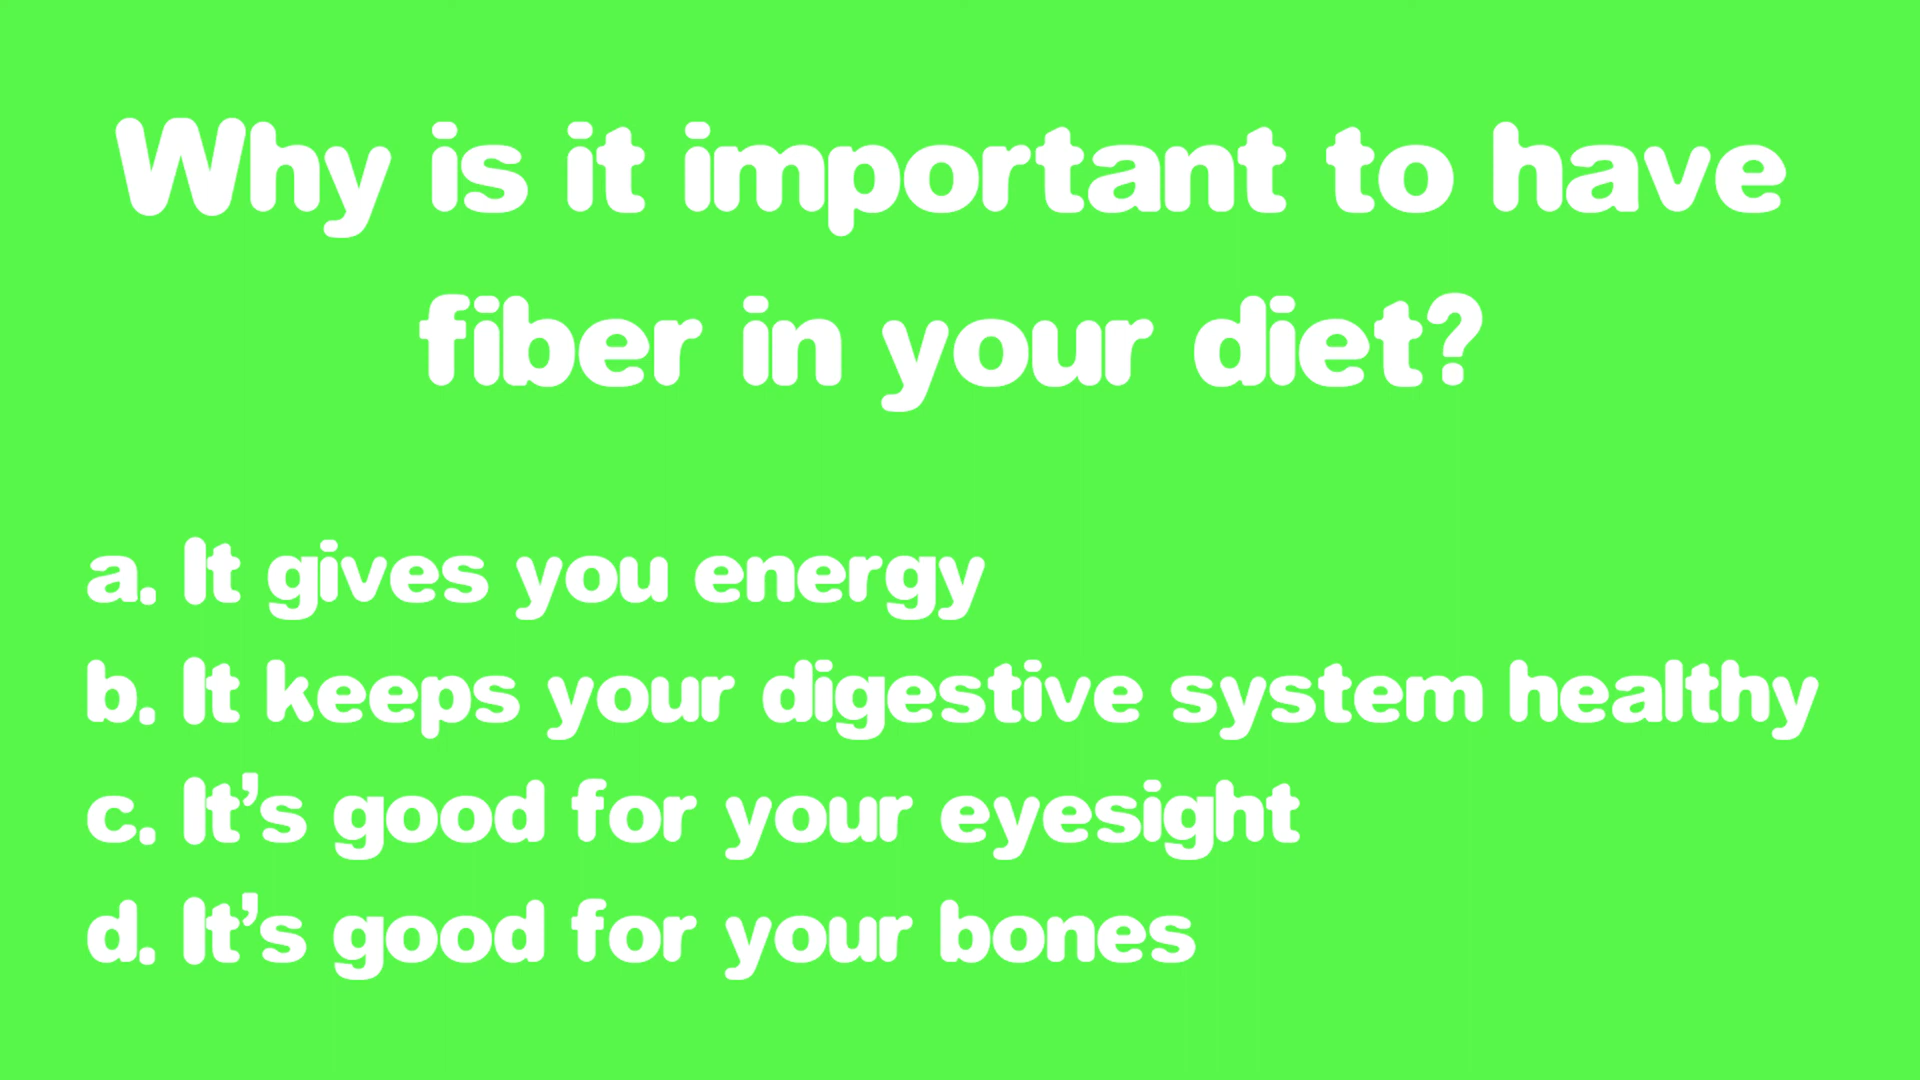 Why is it important to have
fiber in your diet?
a. It gives you energy
b. It keeps your digestive system healthy
c. It’s good for your eyesight
d. It’s good for your bones